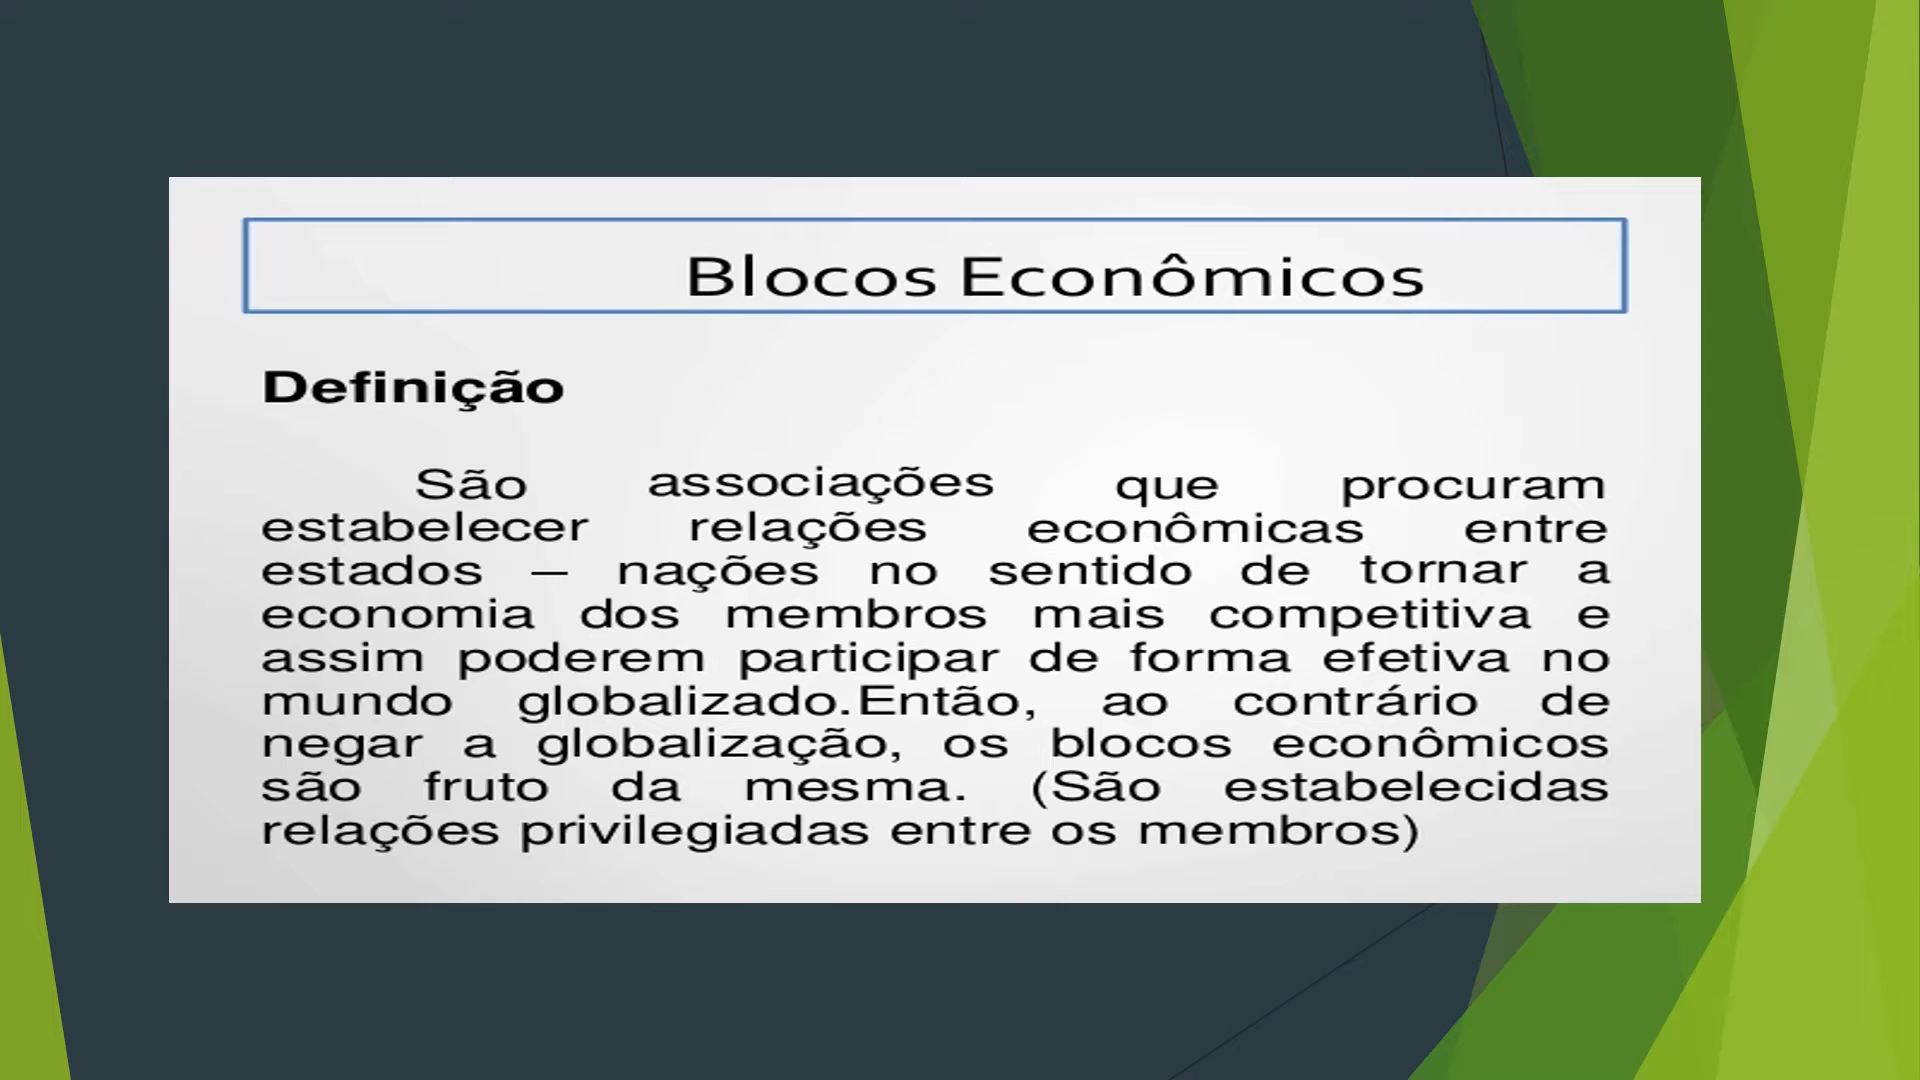 Blocos Econômicos
Definição
São associações que procuram
estabelecer relações econômicas entre
estados – nações no sentido de tornar a
economia dos membros mais competitiva e
assim poderem participar de forma efetiva no
mundo globalizado.Então, ao contrário de
negar a globalização, os blocos econômicos
são fruto da mesma. (São estabelecidas
relações privilegiadas entre os membros)